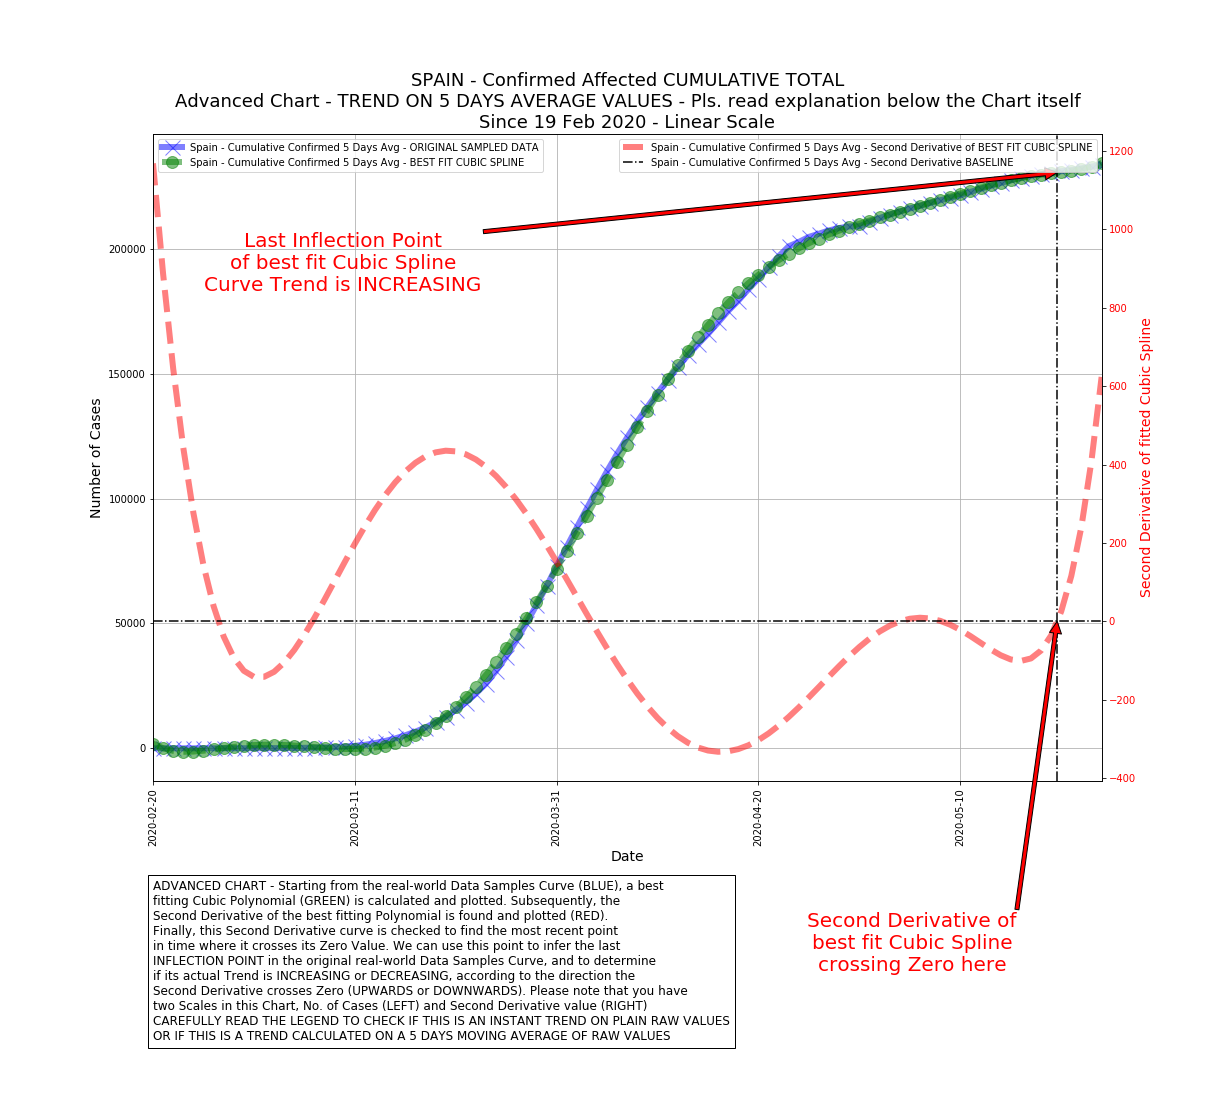 SPAIN - Confirmed Affected CUMULATIVE TOTAL
Advanced Chart - TREND ON 5 DAYS AVERAGE VALUES - Pls. read explanation below the Chart itself
Since 19 Feb 2020 - Linear Scale
Spain - Cumulative Confirmed 5 Days Avg - ORIGINAL SAMPLED DATA
Spain - Cumulative Confirmed 5 Days Avg - BEST FIT CUBIC SPLINE
Spain - Cumulative Confirmed 5 Days Avg - Second Derivative of BEST FIT CUBIC SPLINE
Spain - Cumulative Confirmed 5 Days Avg - Second Derivative BASELINE
Last Inflection Point
of best fit Cubic Spline
Curve Trend is INCREASING
Number of Cases
200000
150000
100000
50000
0
1200
1000
800
600
400
200
0
−200
−400
Second Derivative of fitted Cubic Spline
2020-02-20
2020-03-11
2020-03-31
2020-04-20
2020-05-10
Date
ADVANCED CHART - Starting from the real-world Data Samples Curve (BLUE), a best
fitting Cubic Polynomial (GREEN) is calculated and plotted. Subsequently, the
Second Derivative of the best fitting Polynomial is found and plotted (RED).
Finally, this Second Derivative curve is checked to find the most recent point
in time where it crosses its Zero Value. We can use this point to infer the last
INFLECTION POINT in the original real-world Data Samples Curve, and to determine
if its actual Trend is INCREASING or DECREASING, according to the direction the
Second Derivative crosses Zero (UPWARDS or DOWNWARDS). Please note that you have
two Scales in this Chart, No. of Cases (LEFT) and Second Derivative value (RIGHT)
CAREFULLY READ THE LEGEND TO CHECK IF THIS IS AN INSTANT TREND ON PLAIN RAW VALUES
OR IF THIS IS A TREND CALCULATED ON A 5 DAYS MOVING AVERAGE OF RAW VALUES
Second Derivative of
best fit Cubic Spline
crossing Zero here